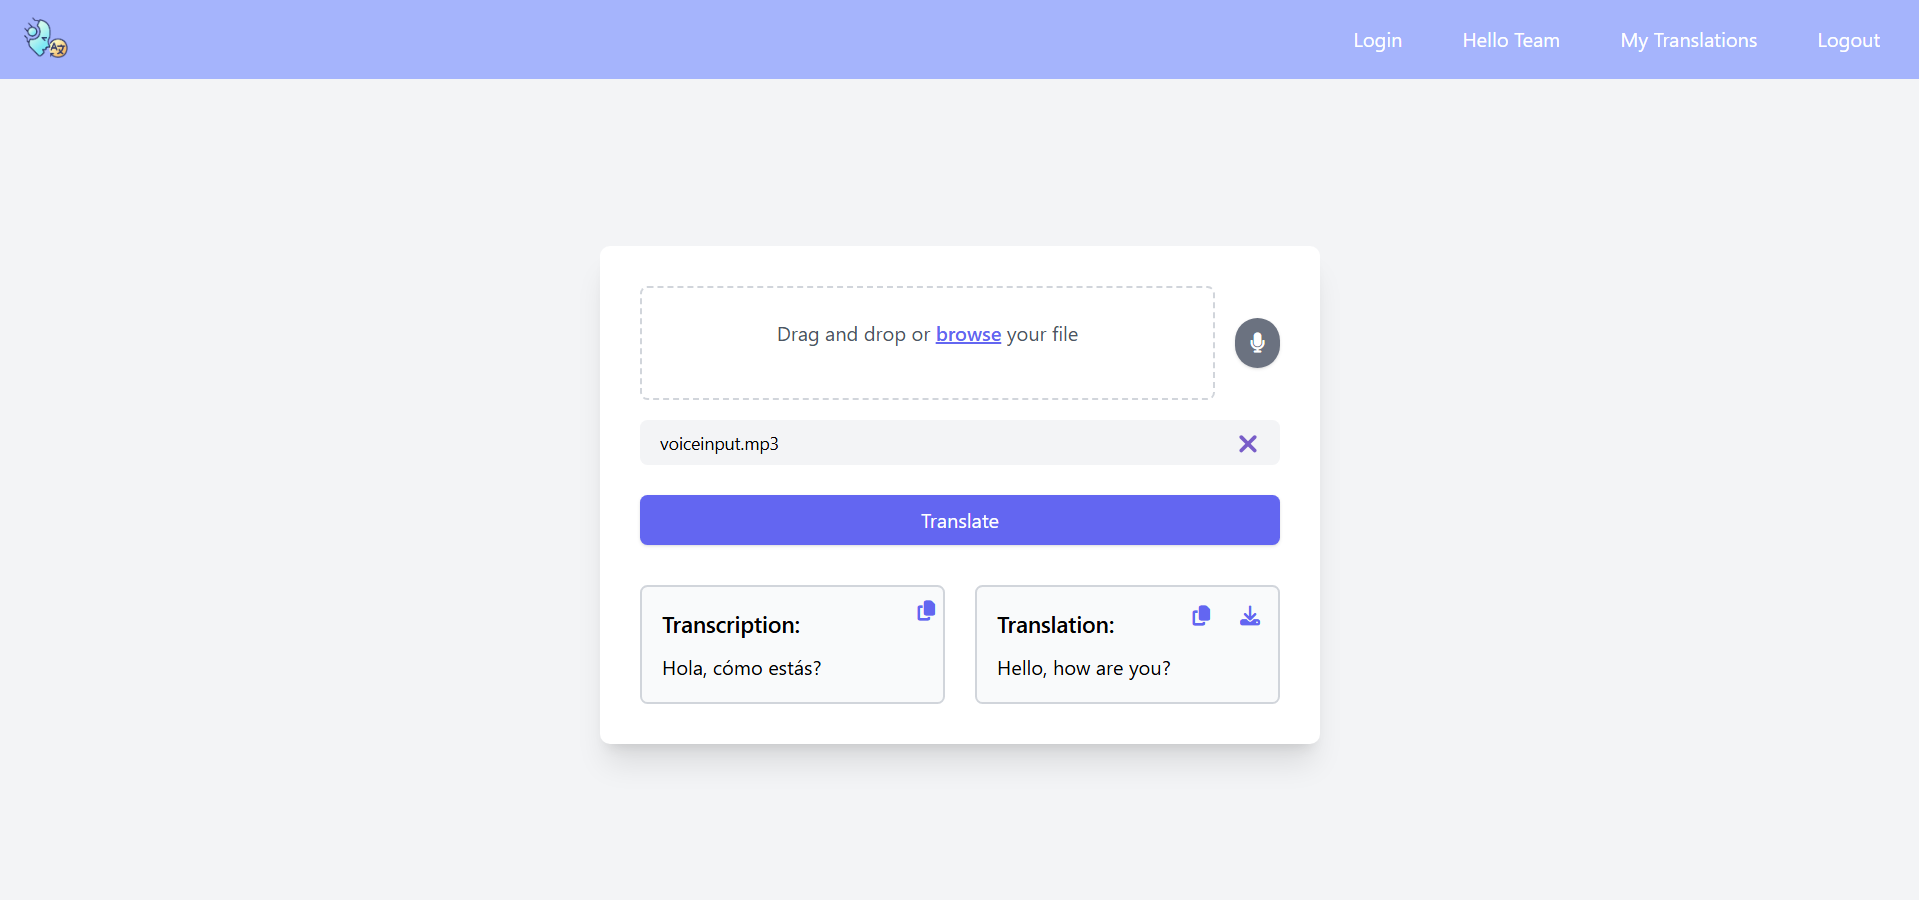 Login
Hello Team
My Translations
Logout
Drag and drop or browse your file
voiceinput.mp3
Translate
Transcription:
Hola, cómo estás?
Translation:
Hello, how are you?